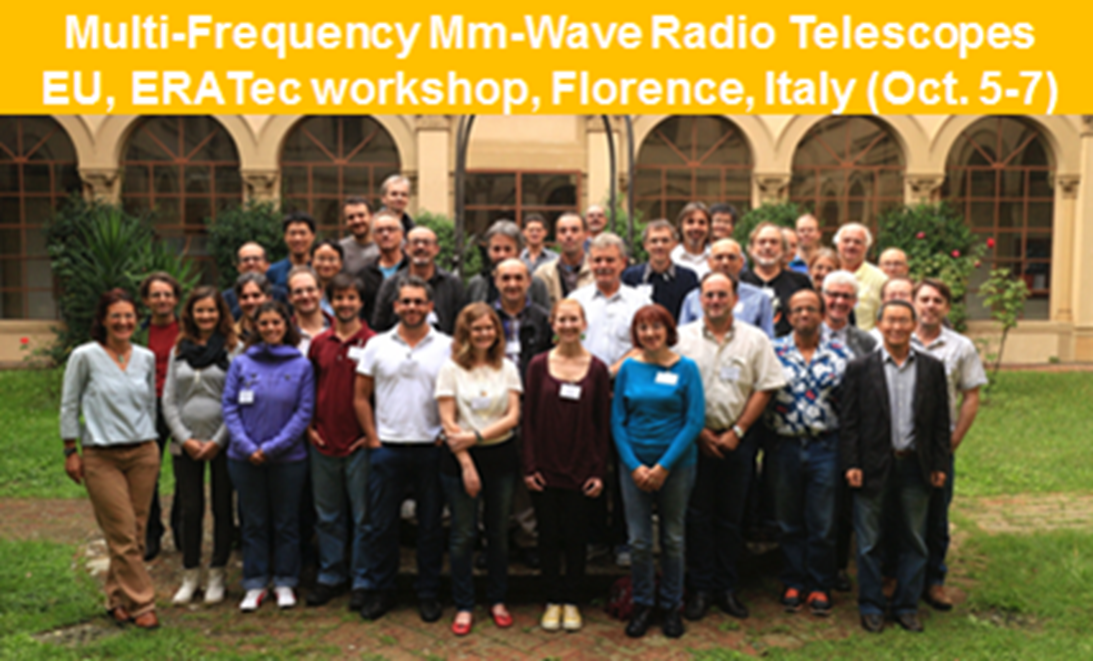 Multi-Frequency Mm-Wave Radio Telescopes
EU, ERATec workshop, Florence, Italy (Oct. 5-7)